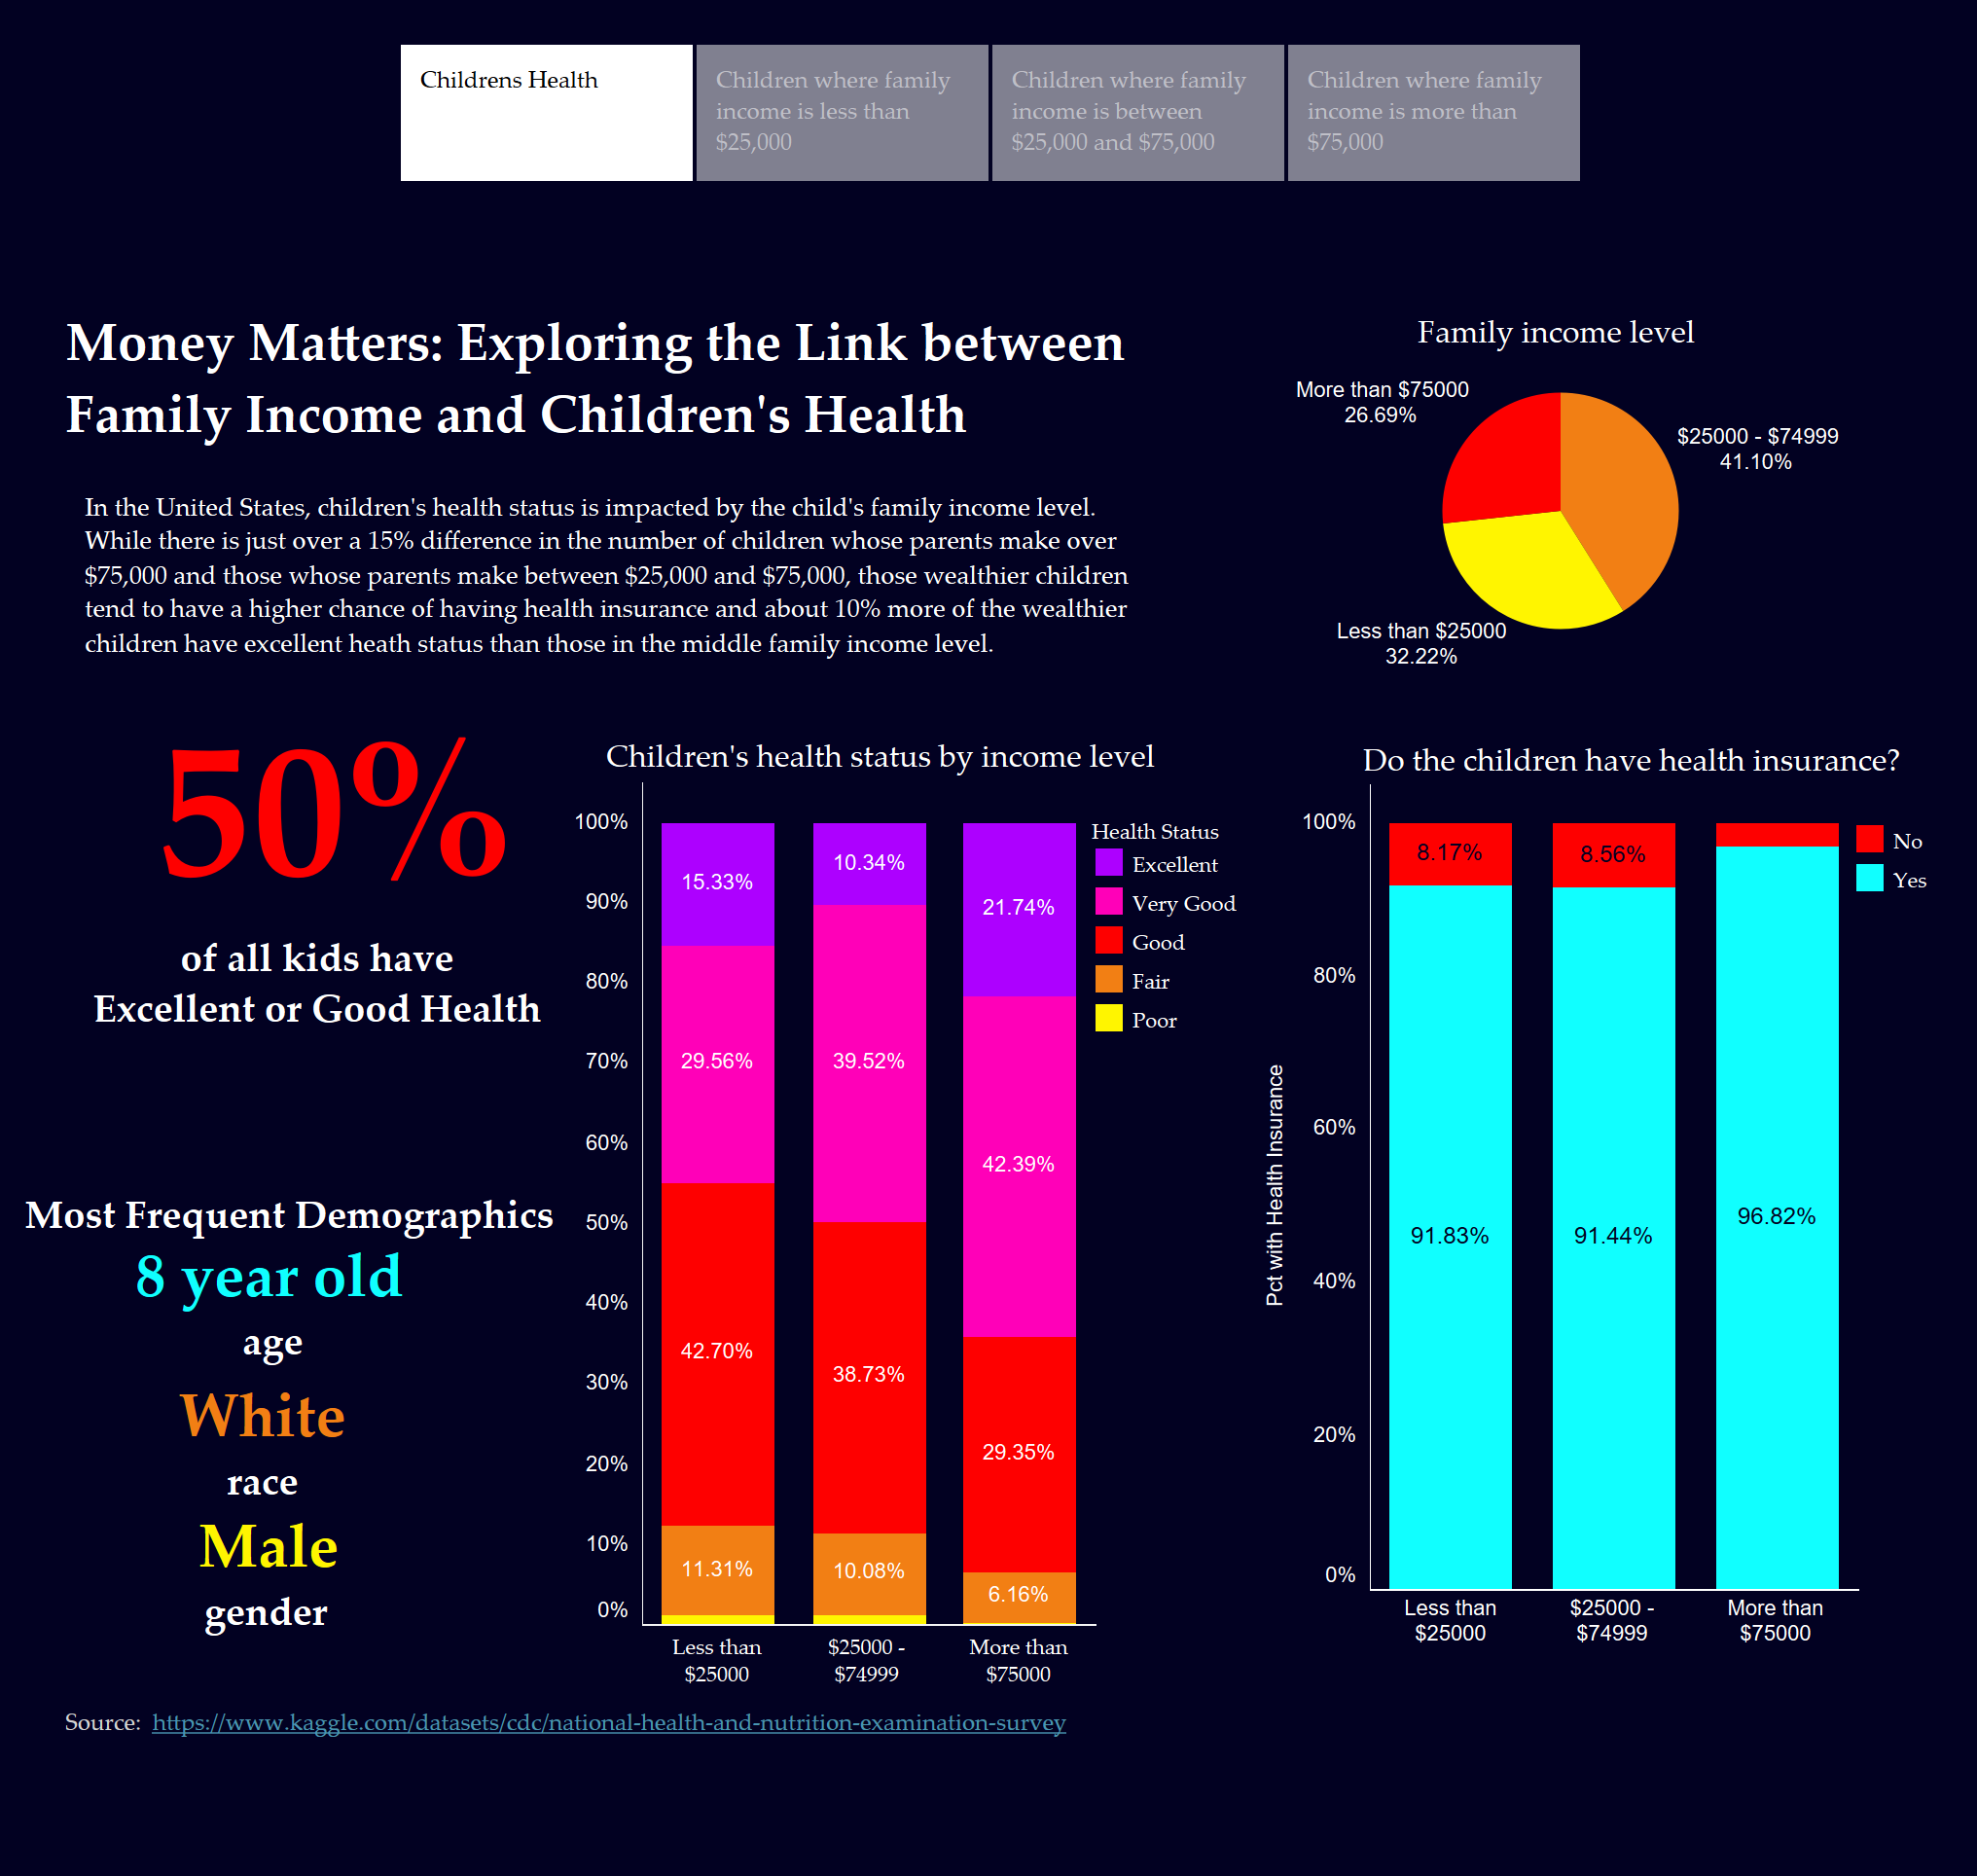 Childrens Health
Children where family
income is less than
$25,000
Children where family
income is between
$25,000 and $75,000
Children where family
income is more than
$75,000
Money Matters: Exploring the Link between
Family Income and Children's Health
In the United States, children's health status is impacted by the child's family income level.
While there is just over a 15% difference in the number of children whose parents make over
$75,000 and those whose parents make between $25,000 and $75,000, those wealthier children
tend to have a higher chance of having health insurance and about 10% more of the wealthier
children have excellent heath status than those in the middle family income level.
Family income level
More than $75000
26.69%
$25000 - $74999
41.10%
Less than $25000
32.22%
50%
of all kids have
Excellent or Good Health
Most Frequent Demographics
8 year old
age
White
race
Male
gender
Children's health status by income level
100%
90%
80%
70%
60%
50%
40%
30%
20%
10%
0%
15.33%
29.56%
42.70%
11.31%
10.34%
39.52%
38.73%
10.08%
21.74%
42.39%
29.35%
6.16%
Less than
$25000
$25000 -
$74999
More than
$75000
Health Status
Excellent
Very Good
Good
Fair
Poor
Do the children have health insurance?
Pct with Health Insurance
100%
80%
60%
40%
20%
0%
8.17%
91.83%
8.56%
91.44%
96.82%
Less than
$25000
$25000 -
$74999
More than
$75000
No
Yes
Source: https://www.kaggle.com/datasets/cdc/national-health-and-nutrition-examination-survey